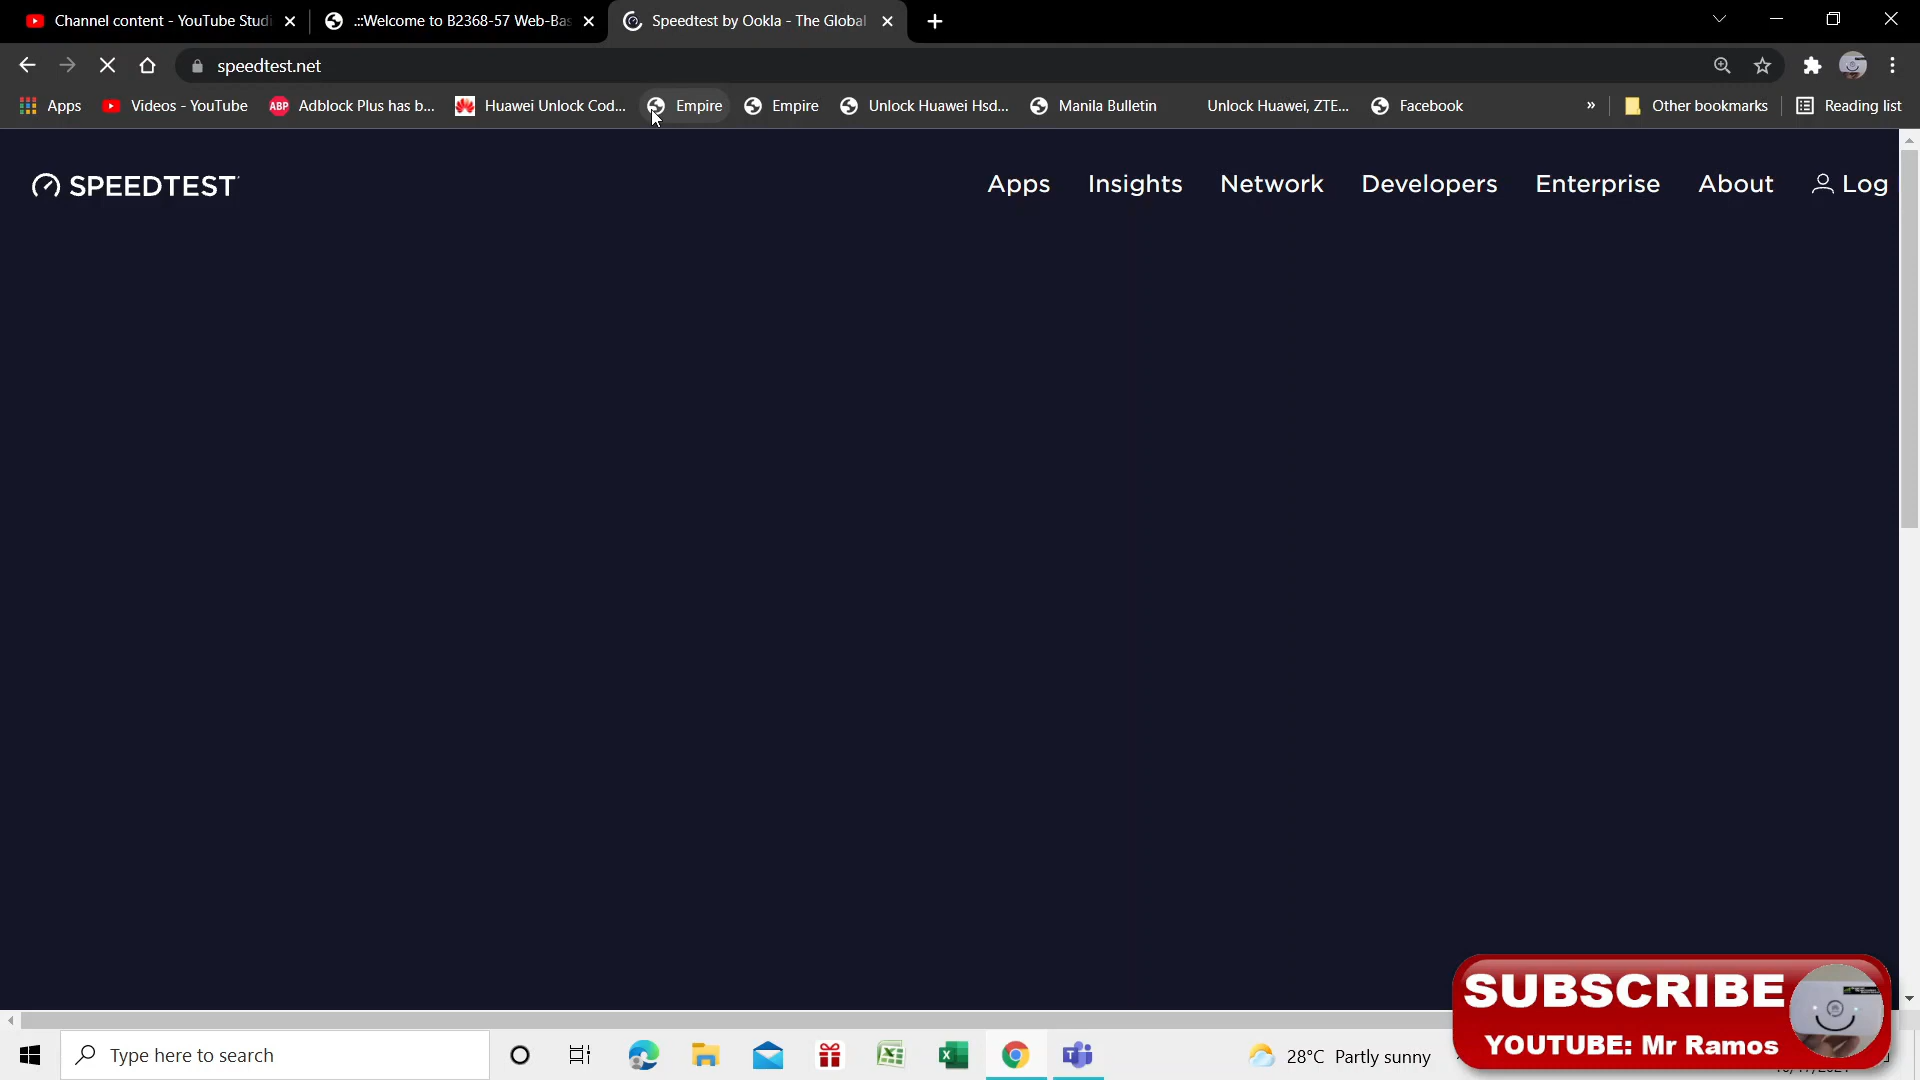 Channel content - YouTube Studi
.::Welcome to B2368-57 Web-Bas
Speedtest by Ookla - The Global
speedtest.net
Apps
Videos - YouTube
ABP
Adblock Plus has b...
Huawei Unlock Cod...
Empire
Empire
Unlock Huawei Hsd...
Manila Bulletin
Unlock Huawei, ZTE...
Facebook
»
Other bookmarks
Reading list
SPEEDTEST
Apps
Insights
Network
Developers
Enterprise
About
Log
SUBSCRIBE
YOUTUBE: Mr Ramos
Type here to search
28°C Partly sunny